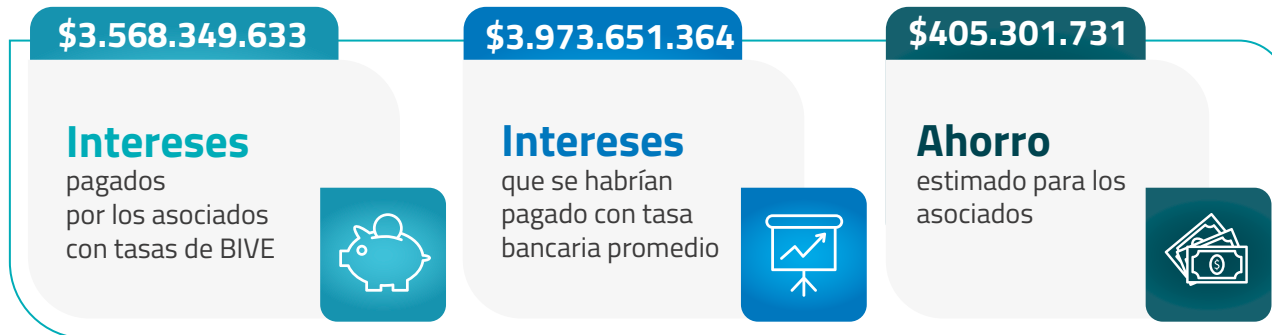 $3.568.349.633
Intereses
pagados
por los asociados
con tasas de BIVE
$3.973.651.364
Intereses
que se habrían
pagado con tasa
bancaria promedio
$405.301.731
Ahorro
estimado para los
asociados